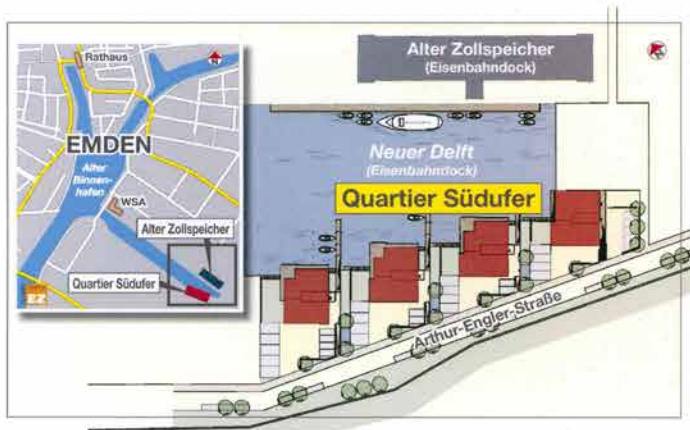 Rathaus
EMDEN
Alter
Binnen-
hafen
WSA
Alter Zollspeicher
Quartier Südufer
EZ
Alter Zollspeicher
(Eisenbahndock)
Neuer Delft
(Eisenbahndock)
Quartier Südufer
Arthur-Engler-Straße